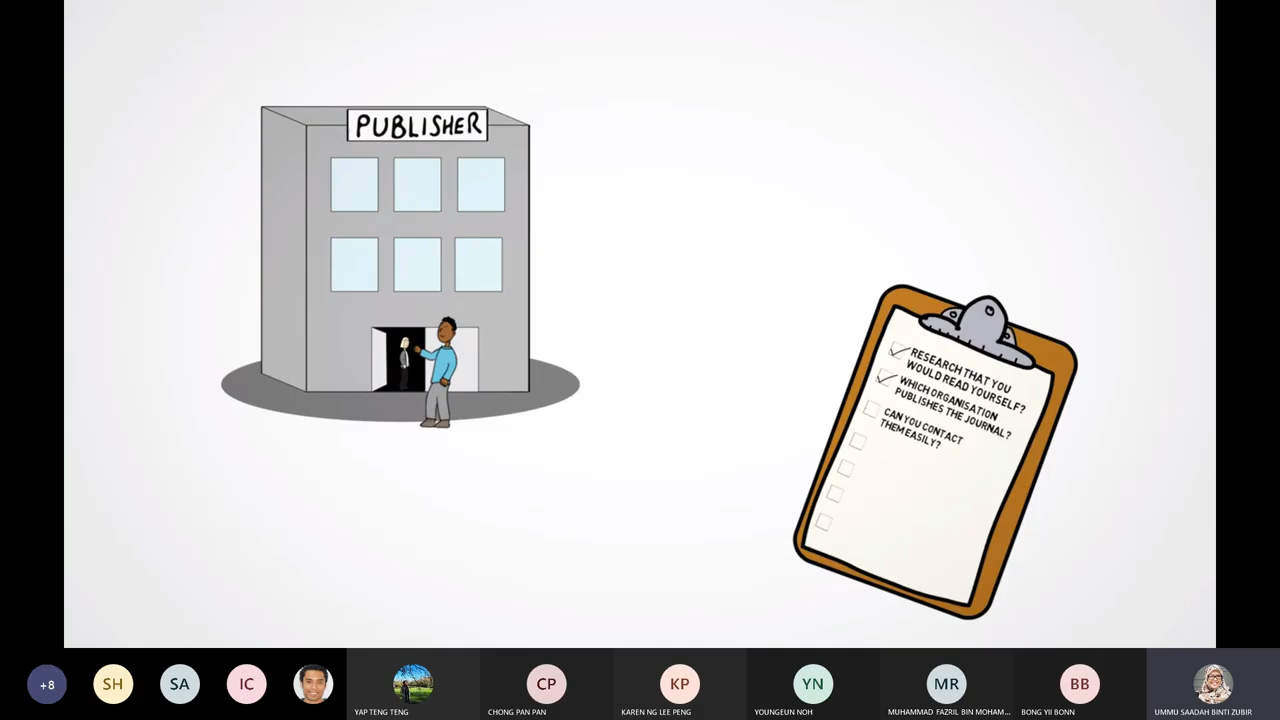 PUBLISHER
RESEARCH THAT YOU
WOULD READ YOURSELF?
WHICH ORGANISATION
PUBLISHES THE JOURNAL?
CAN YOU CONTACT
THEM EASILY?
+8
SH
SA
IC
CP
KP
YN
MR
BB
YAP TENG TENG
CHONG PAN PAN
KAREN NG LEE PENG
YOUNGEUN NOH
MUHAMMAD FAZRIL BIN MOHAM...
BONG YII BONN
UMMU SAADAH BINTI ZUBIR